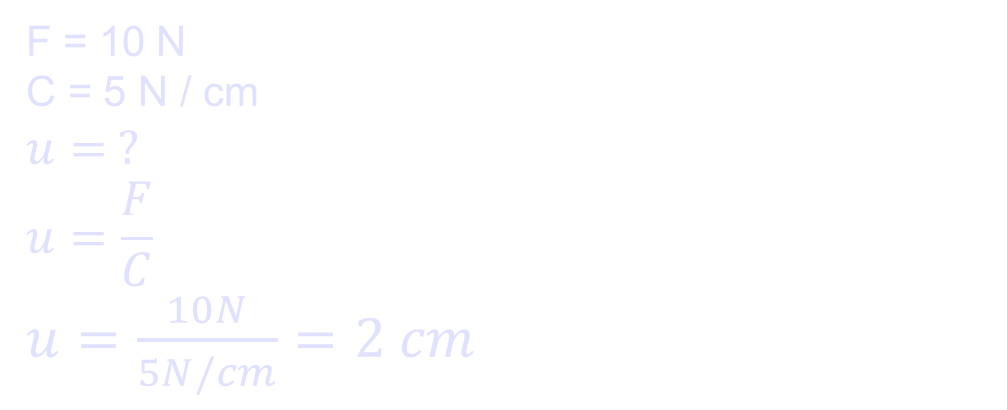 F = 10 N
C = 5 N / cm
u = ?
u = F/C
u = 10N/5N/cm = 2 cm